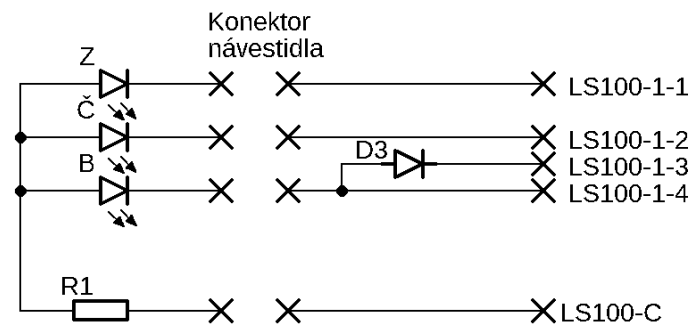 Konektor
návestidla
Z
LS100-1-1
Č
LS100-1-2
D3
LS100-1-3
B
LS100-1-4
R1
LS100-C